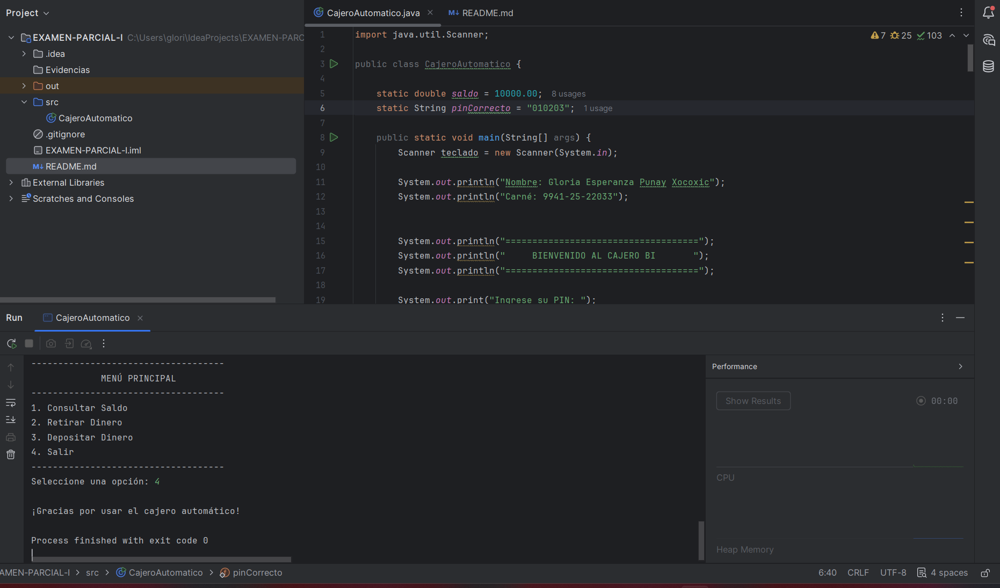 Project
EXAMEN-PARCIAL-I C:\Users\glori\IdeaProjects\EXAMEN-PARC
.idea
Evidencias
out
src
CajeroAutomatico
.gitignore
EXAMEN-PARCIAL-I.iml
M↓ README.md
External Libraries
Scratches and Consoles
CajeroAutomatico.java
M↓ README.md
7 25 103
1 import java.util.Scanner;
2
3 public class CajeroAutomatico {
4
5 static double saldo = 10000.00; 8 usages
6 static String pinCorrecto = "010203"; 1 usage
7
8 public static void main(String[] args) {
9 Scanner teclado = new Scanner(System.in);
10
11 System.out.println("Nombre: Gloria Esperanza Punay Xocoxic");
12 System.out.println("Carné: 9941-25-22033");
13
14
15 System.out.println("====================================");
16 System.out.println("     BIENVENIDO AL CAJERO BI       ");
17 System.out.println("====================================");
18
19 System.out.print("Ingrese su PIN: ");
Run
CajeroAutomatico
------------------------------------
MENÚ PRINCIPAL
------------------------------------
1. Consultar Saldo
2. Retirar Dinero
3. Depositar Dinero
4. Salir
------------------------------------
Seleccione una opción: 4
¡Gracias por usar el cajero automático!
Process finished with exit code 0
Performance
Show Results
00:00
CPU
Heap Memory
AMEN-PARCIAL-I > src > CajeroAutomatico > pinCorrecto
6:40 CRLF UTF-8 4 spaces